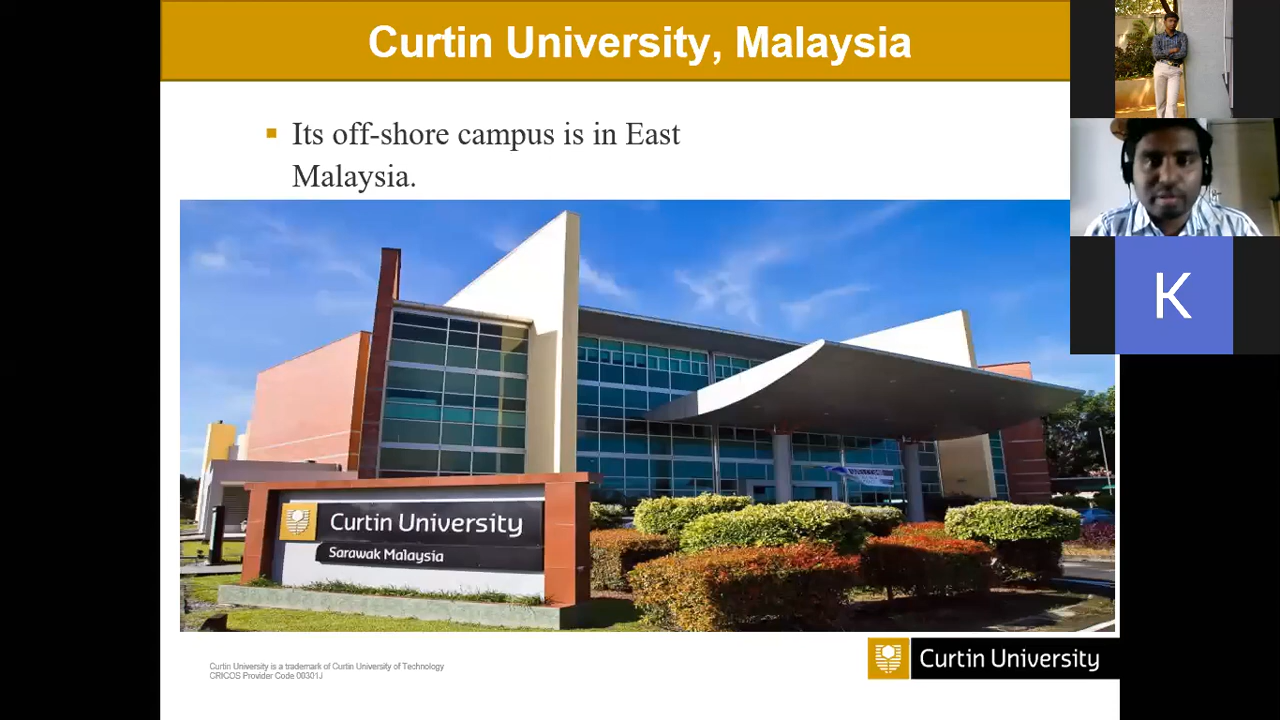 Curtin University, Malaysia
Its off-shore campus is in East
Malaysia.
K
Curtin University
Sarawak Malaysia
Curtin University is a trademark of Curtin University of Technology
CRICOS Provider Code 00301J
Curtin University